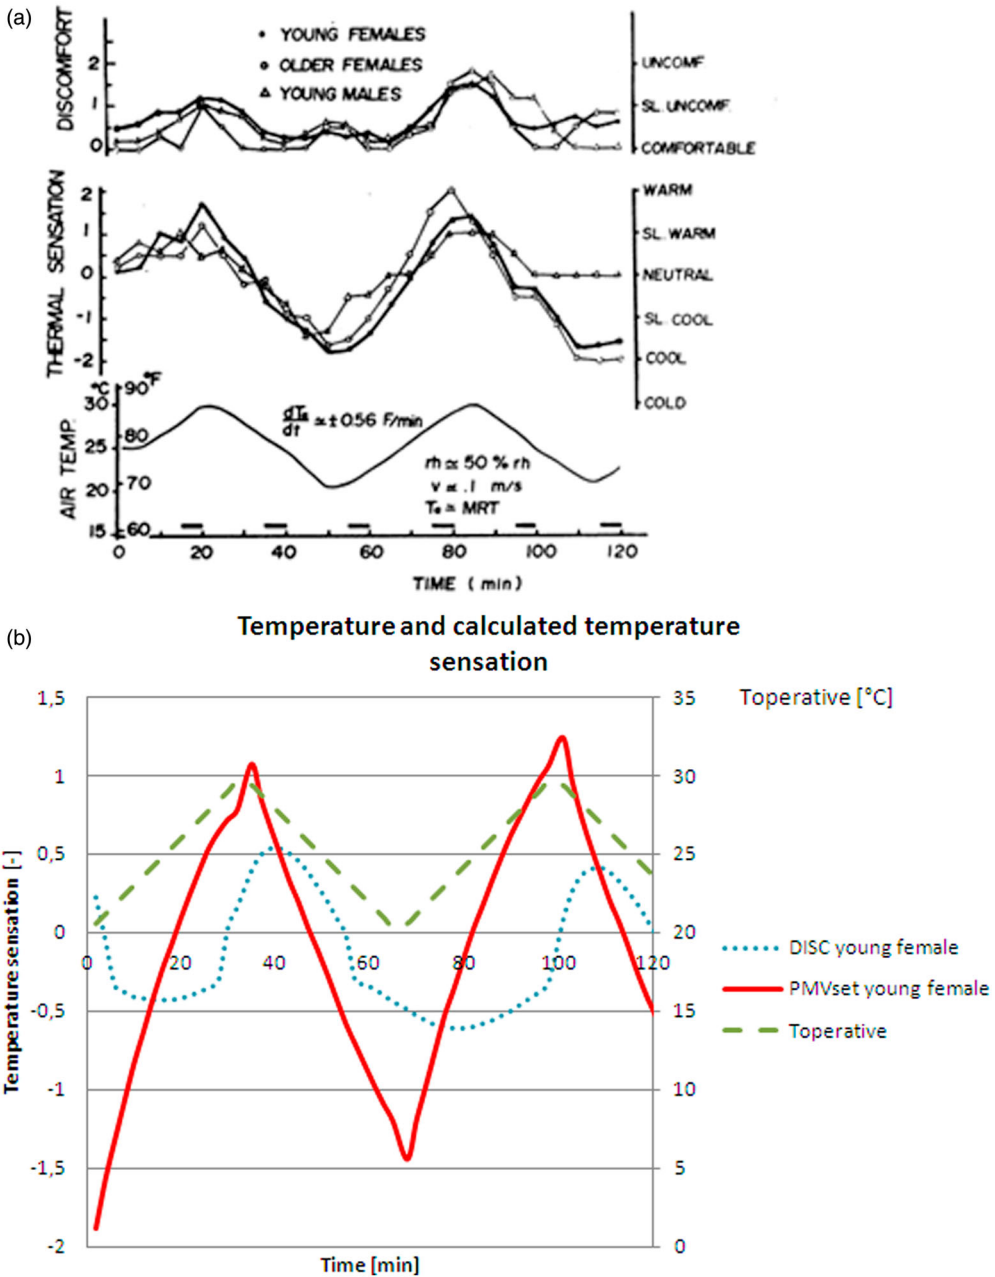 (a)
YOUNG FEMALES
OLDER FEMALES
YOUNG MALES
DISCOMFORT
2
1
0
UNCOMF.
SL. UNCOMF.
COMFORTABLE
THERMAL SENSATION
2
1
0
-1
-2
WARM
SL. WARM
NEUTRAL
SL. COOL
COOL
COLD
°C 90 °F
30
80
25
70
20
15 60
AIR TEMP.
dTa/dt ≃ ± 0.56 F/min
rh ≃ 50 % rh
v ≃ .1 m/s
Ta ≃ MRT
0 20 40 60 80 100 120
TIME ( min)
(b)
Temperature and calculated temperature
sensation
Toperative [°C]
1,5
1
0,5
0
-0,5
-1
-1,5
-2
Temperature sensation [-]
35
30
25
20
15
10
5
0
0 20 40 60 80 100 120
Time [min]
DISC young female
PMVset young female
Toperative